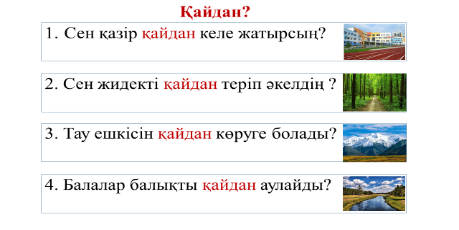 Қайдан?
1. Сен қазір қайдан келе жатырсың?
2. Сен жидекті қайдан теріп әкелдің ?
3. Тау ешкісін қайдан көруге болады?
4. Балалар балықты қайдан аулайды?